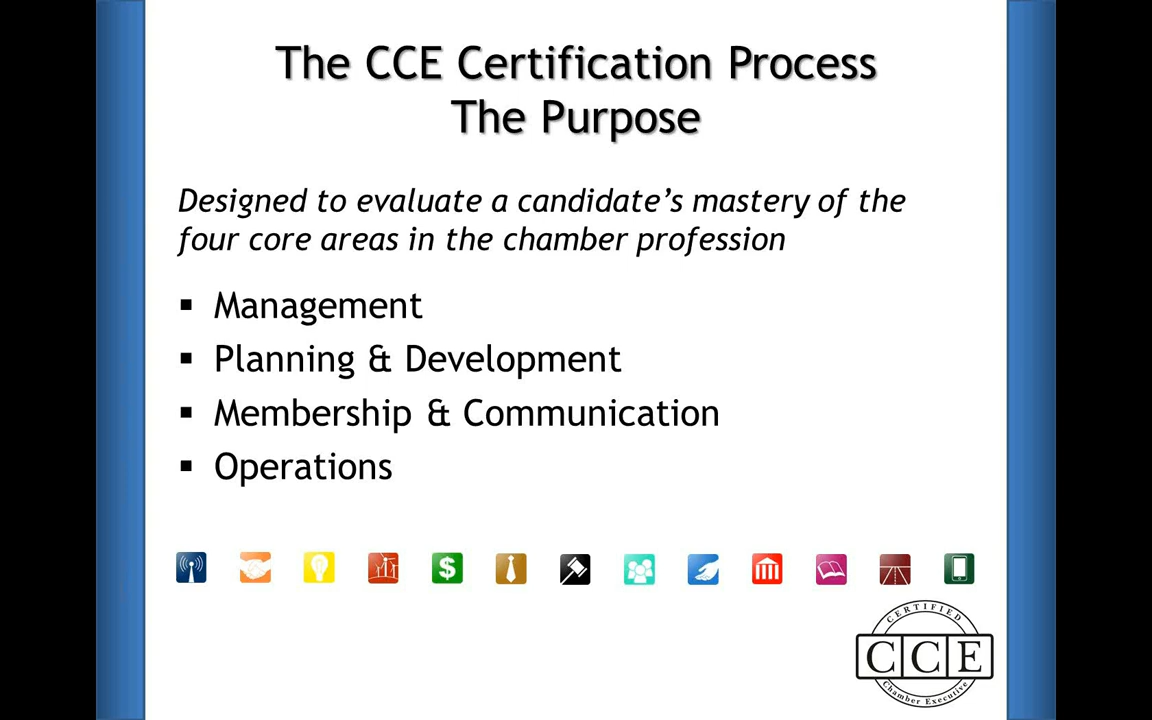 The CCE Certification Process
The Purpose
Designed to evaluate a candidate’s mastery of the
four core areas in the chamber profession
▪ Management
▪ Planning & Development
▪ Membership & Communication
▪ Operations
$
CERTIFIED
CCE
Chamber Executive